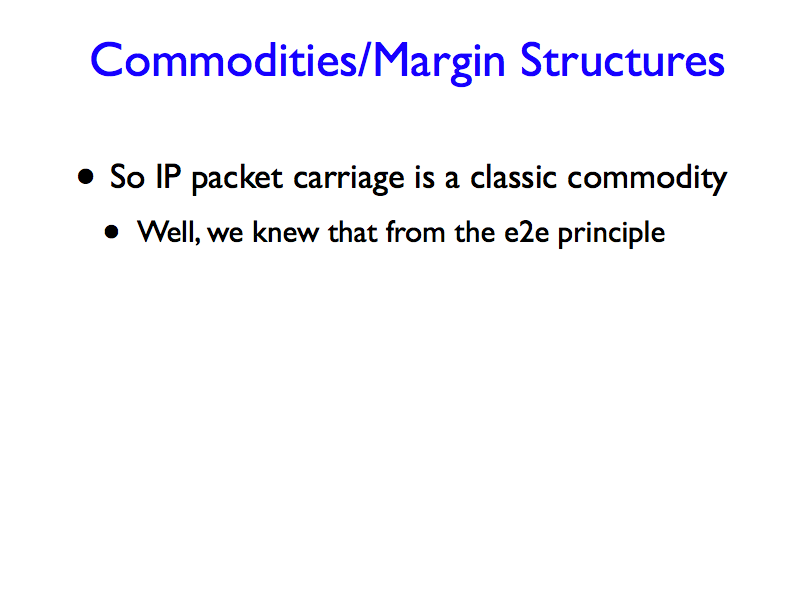 Commodities/Margin Structures
• So IP packet carriage is a classic commodity
• Well, we knew that from the e2e principle